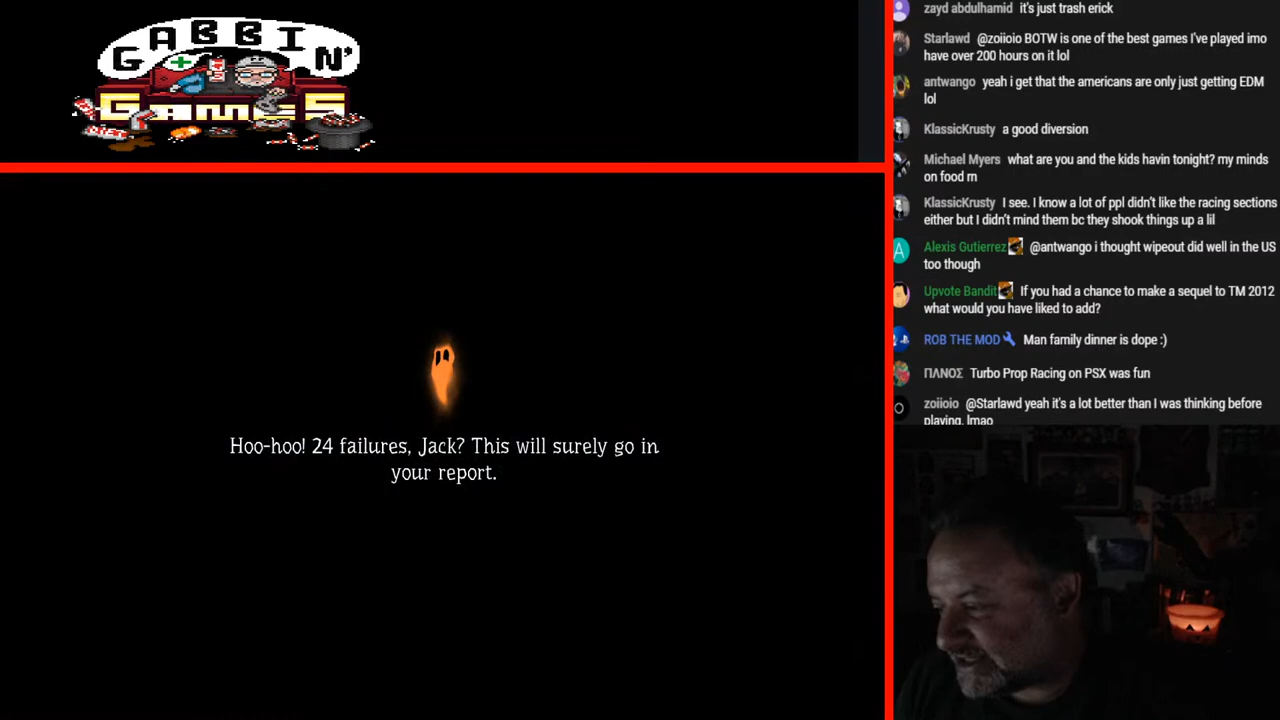 GABBIN'
GAMES
Hoo-hoo! 24 failures, Jack? This will surely go in
your report.
zayd abdulhamid it's just trash erick
Starlawd @zoiioio BOTW is one of the best games I've played imo
have over 200 hours on it lol
antwango yeah i get that the americans are only just getting EDM
lol
KlassicKrusty a good diversion
Michael Myers what are you and the kids havin tonight? my minds
on food rn
KlassicKrusty I see. I know a lot of ppl didn't like the racing sections
either but I didn't mind them bc they shook things up a lil
A Alexis Gutierrez @antwango i thought wipeout did well in the US
too though
Upvote Bandit If you had a chance to make a sequel to TM 2012
what would you have liked to add?
ROB THE MOD Man family dinner is dope :)
ΠΛΝΟΣ Turbo Prop Racing on PSX was fun
zoiioio @Starlawd yeah it's a lot better than I was thinking before
playing, lmao